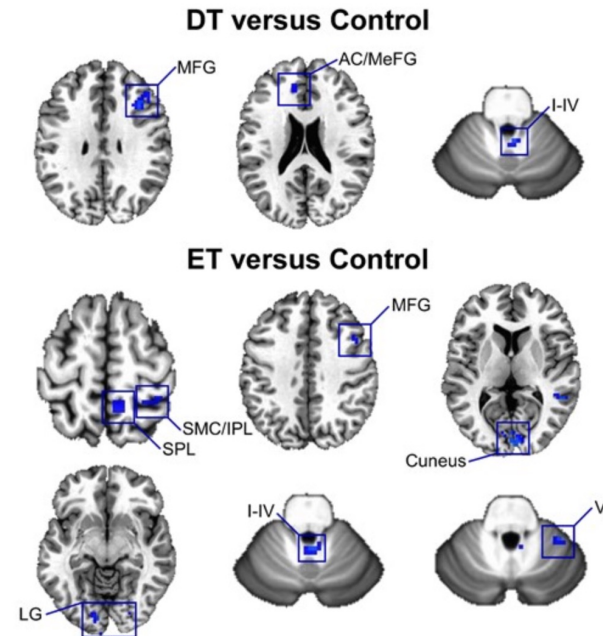 DT versus Control
MFG
AC/MeFG
I-IV
ET versus Control
MFG
SMC/IPL
SPL
Cuneus
I-IV
LG